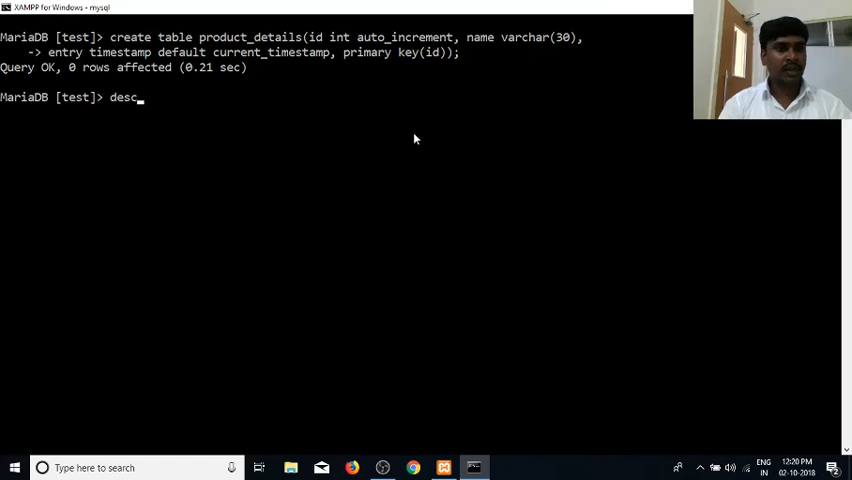 XAMPP for Windows - mysql
MariaDB [test]> create table product_details(id int auto_increment, name varchar(30),
-> entry timestamp default current_timestamp, primary key(id));
Query OK, 0 rows affected (0.21 sec)
MariaDB [test]> desc_
Type here to search
ENG
IN
12:20 PM
02-10-2018
2